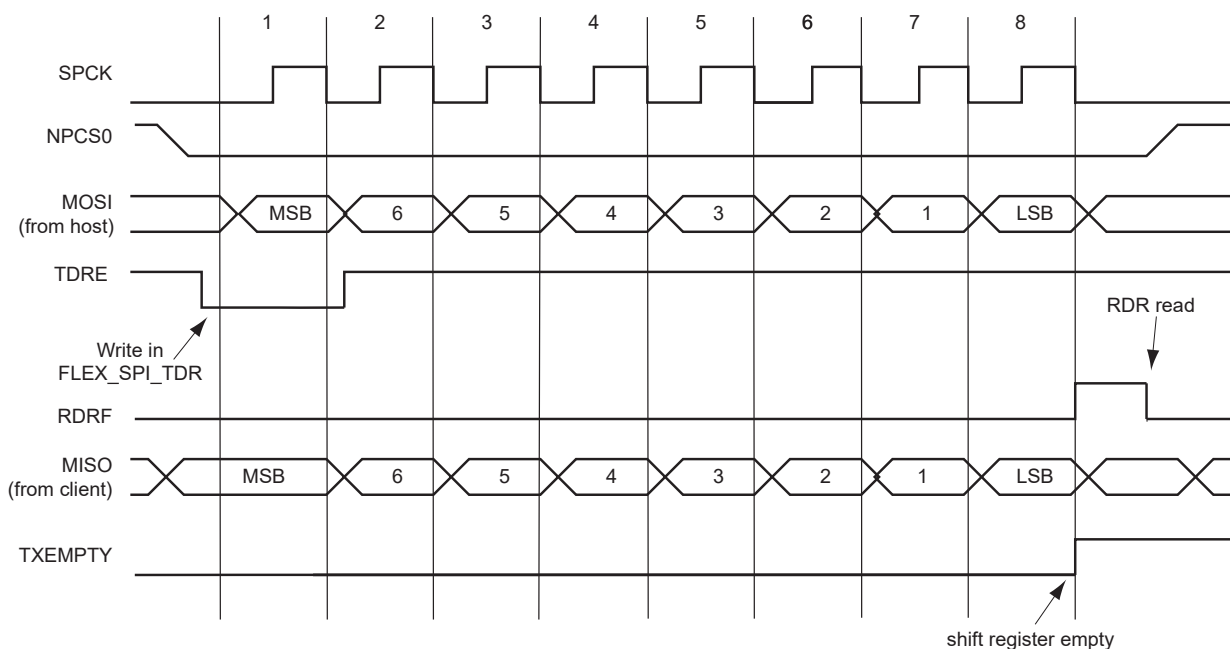 1 2 3 4 5 6 7 8
SPCK
NPCS0
MOSI
(from host)
MSB 6 5 4 3 2 1 LSB
TDRE
RDR read
Write in
FLEX_SPI_TDR
RDRF
MISO
(from client)
MSB 6 5 4 3 2 1 LSB
TXEMPTY
shift register empty